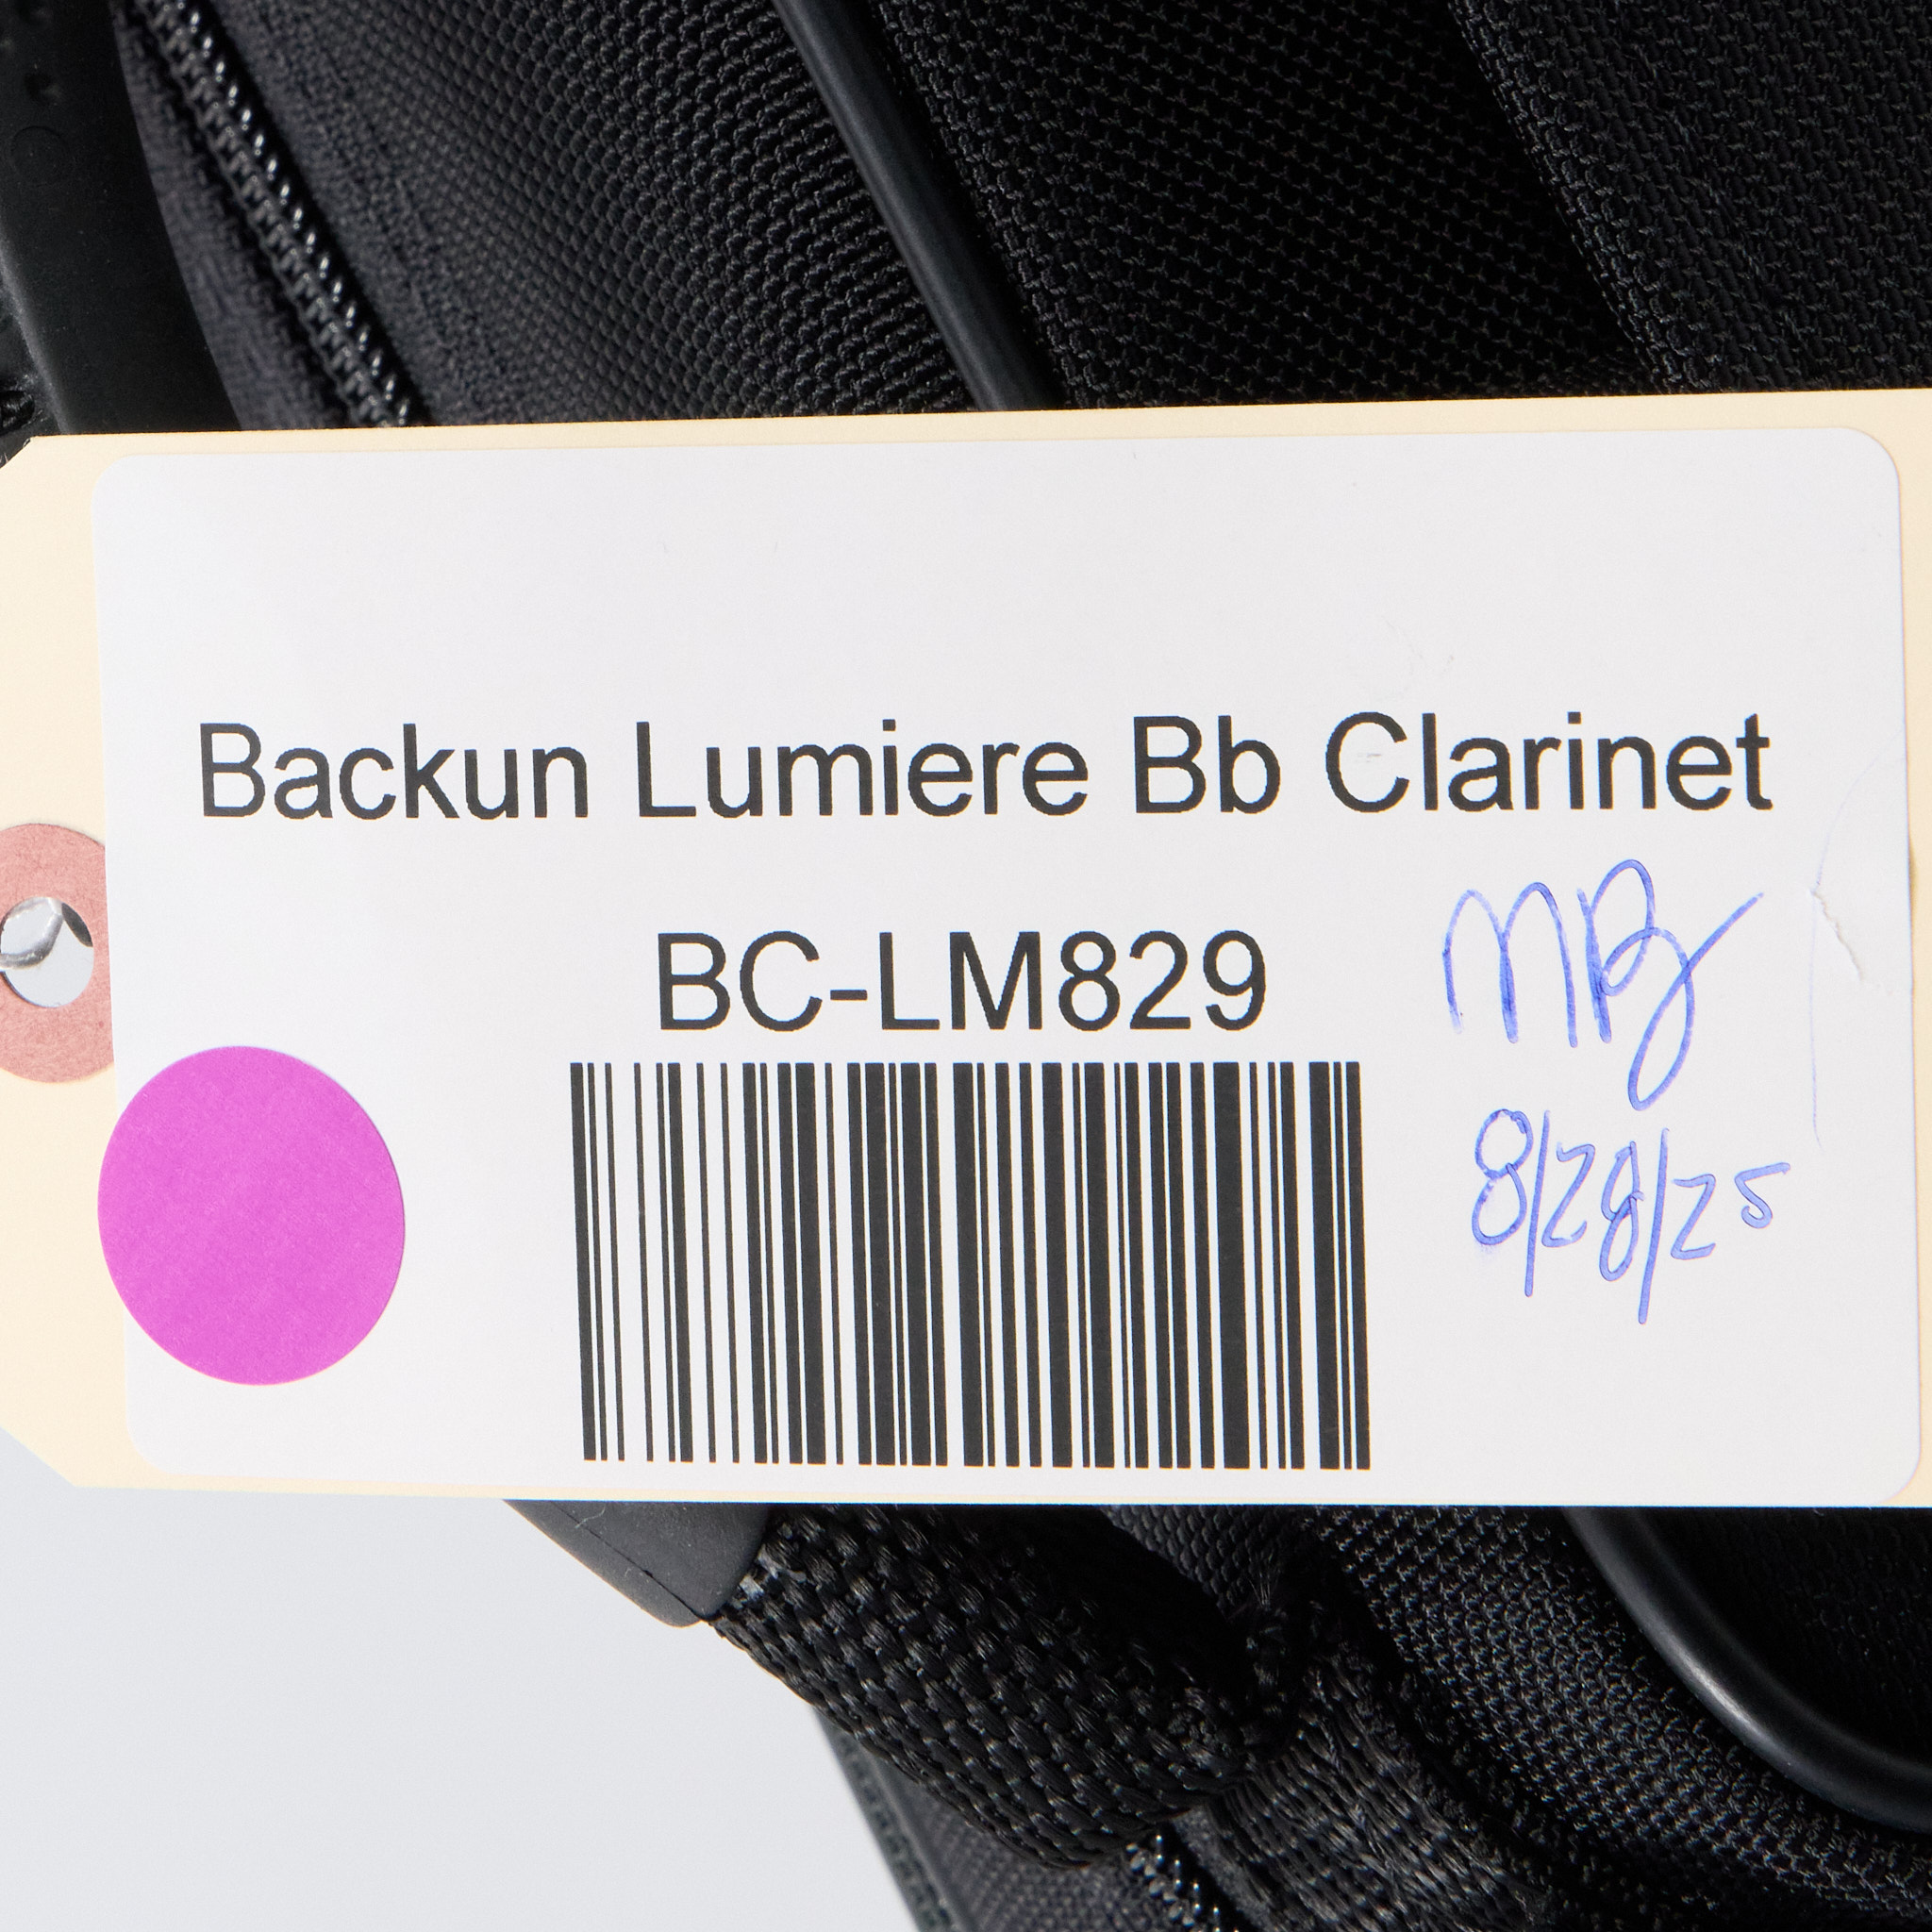 Backun Lumiere Bb Clarinet
BC-LM829
MB
8/28/25